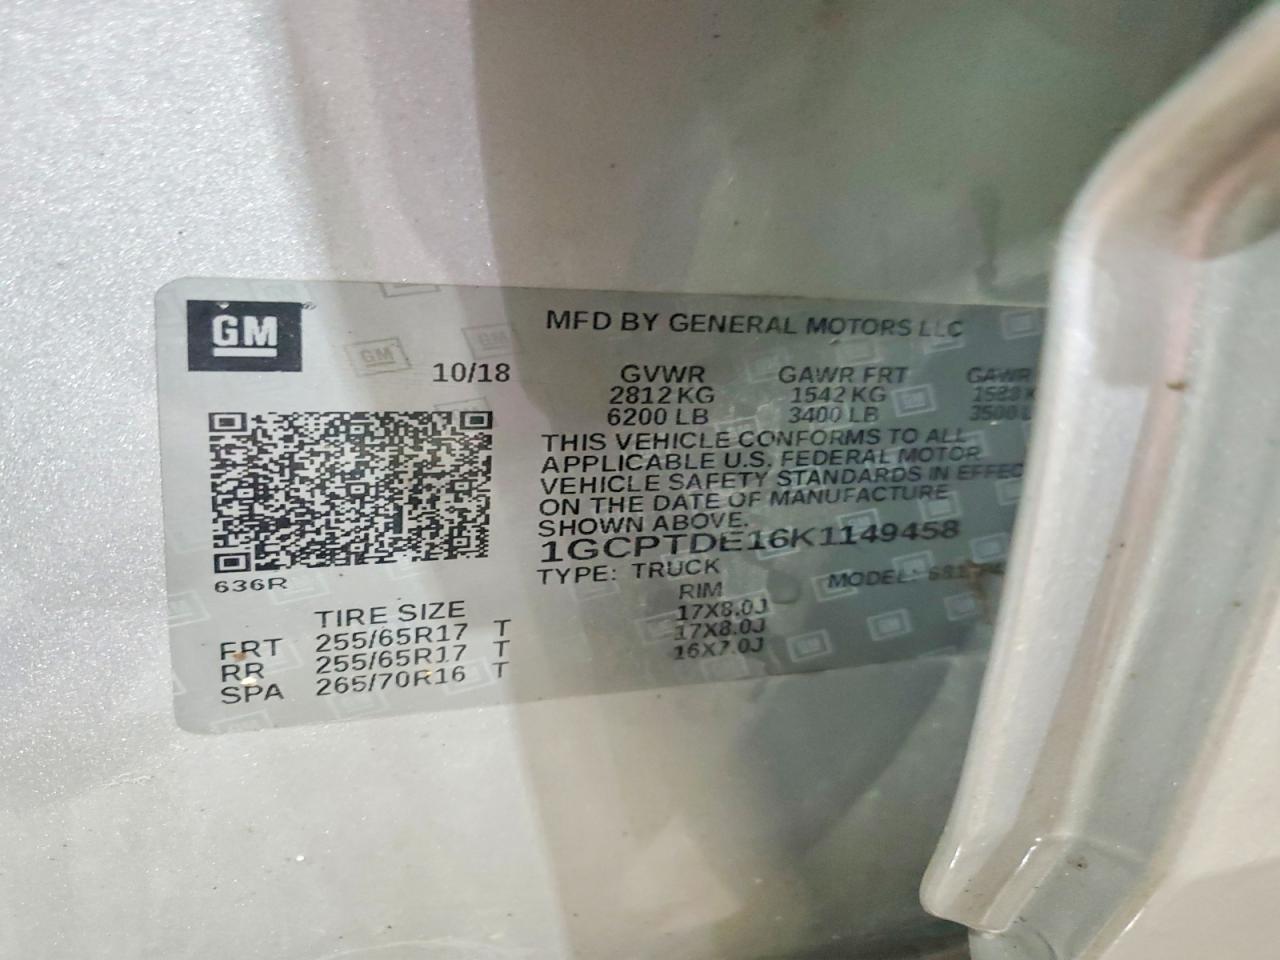 GM
MFD BY GENERAL MOTORS LLC
10/18
GVWR GAWR FRT GAWR
2812 KG 1542 KG
6200 LB 3400 LB 3500
THIS VEHICLE CONFORMS TO ALL
APPLICABLE U.S. FEDERAL MOTOR
VEHICLE SAFETY STANDARDS IN EFFEC
ON THE DATE OF MANUFACTURE
SHOWN ABOVE.
1GCPTDE16K1149458
636R
TYPE: TRUCK MODEL:
TIRE SIZE RIM
FRT 255/65R17 T 17X8.0J
RR 255/65R17 T 17X8.0J
SPA 265/70R16 T 16X7.0J